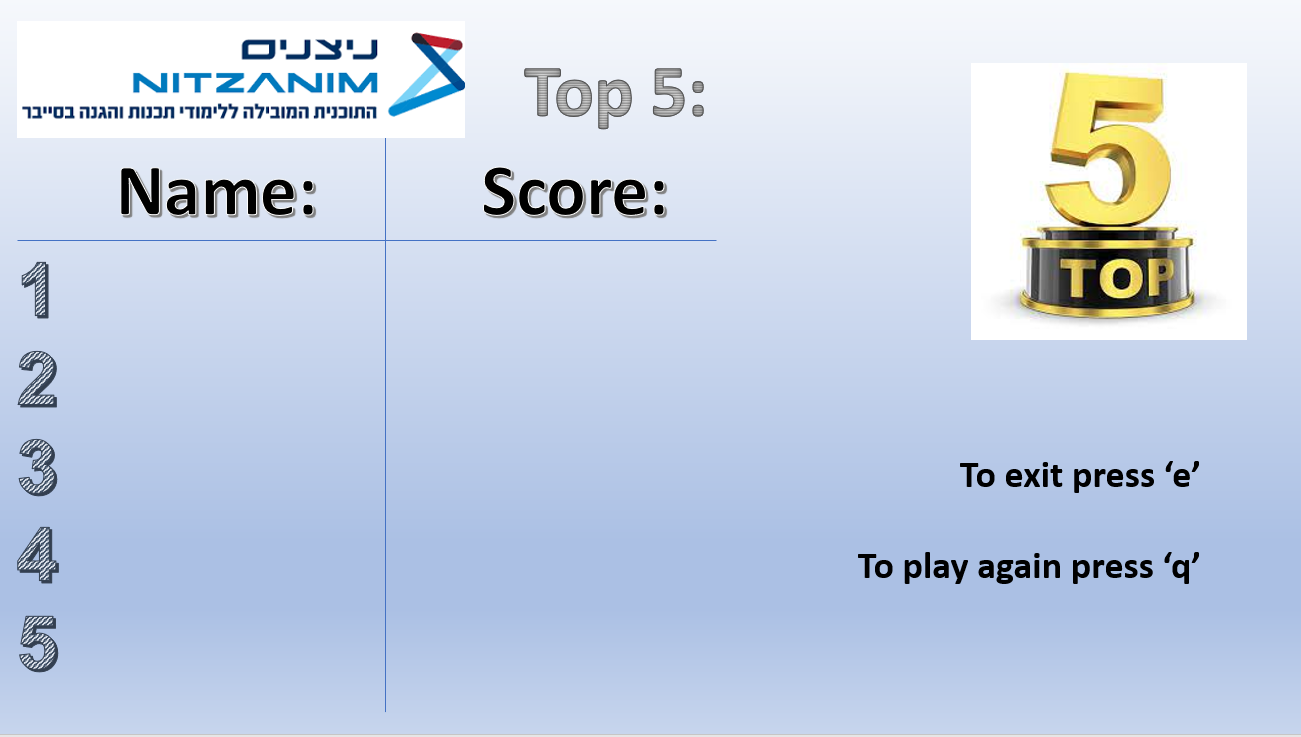 ניצנים
NITZANIM
התוכנית המובילה ללימודי תכנות והגנה בסייבר
Top 5:
5
TOP
Name:
Score:
1
2
3
4
5
To exit press ‘e’
To play again press ‘q’